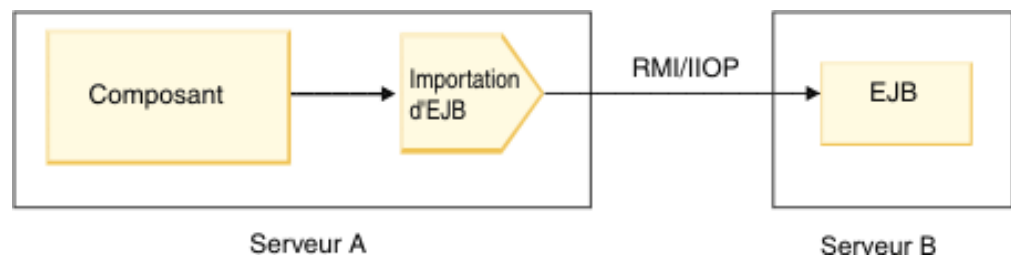 Composant
Importation
d'EJB
RMI/IIOP
EJB
Serveur A
Serveur B